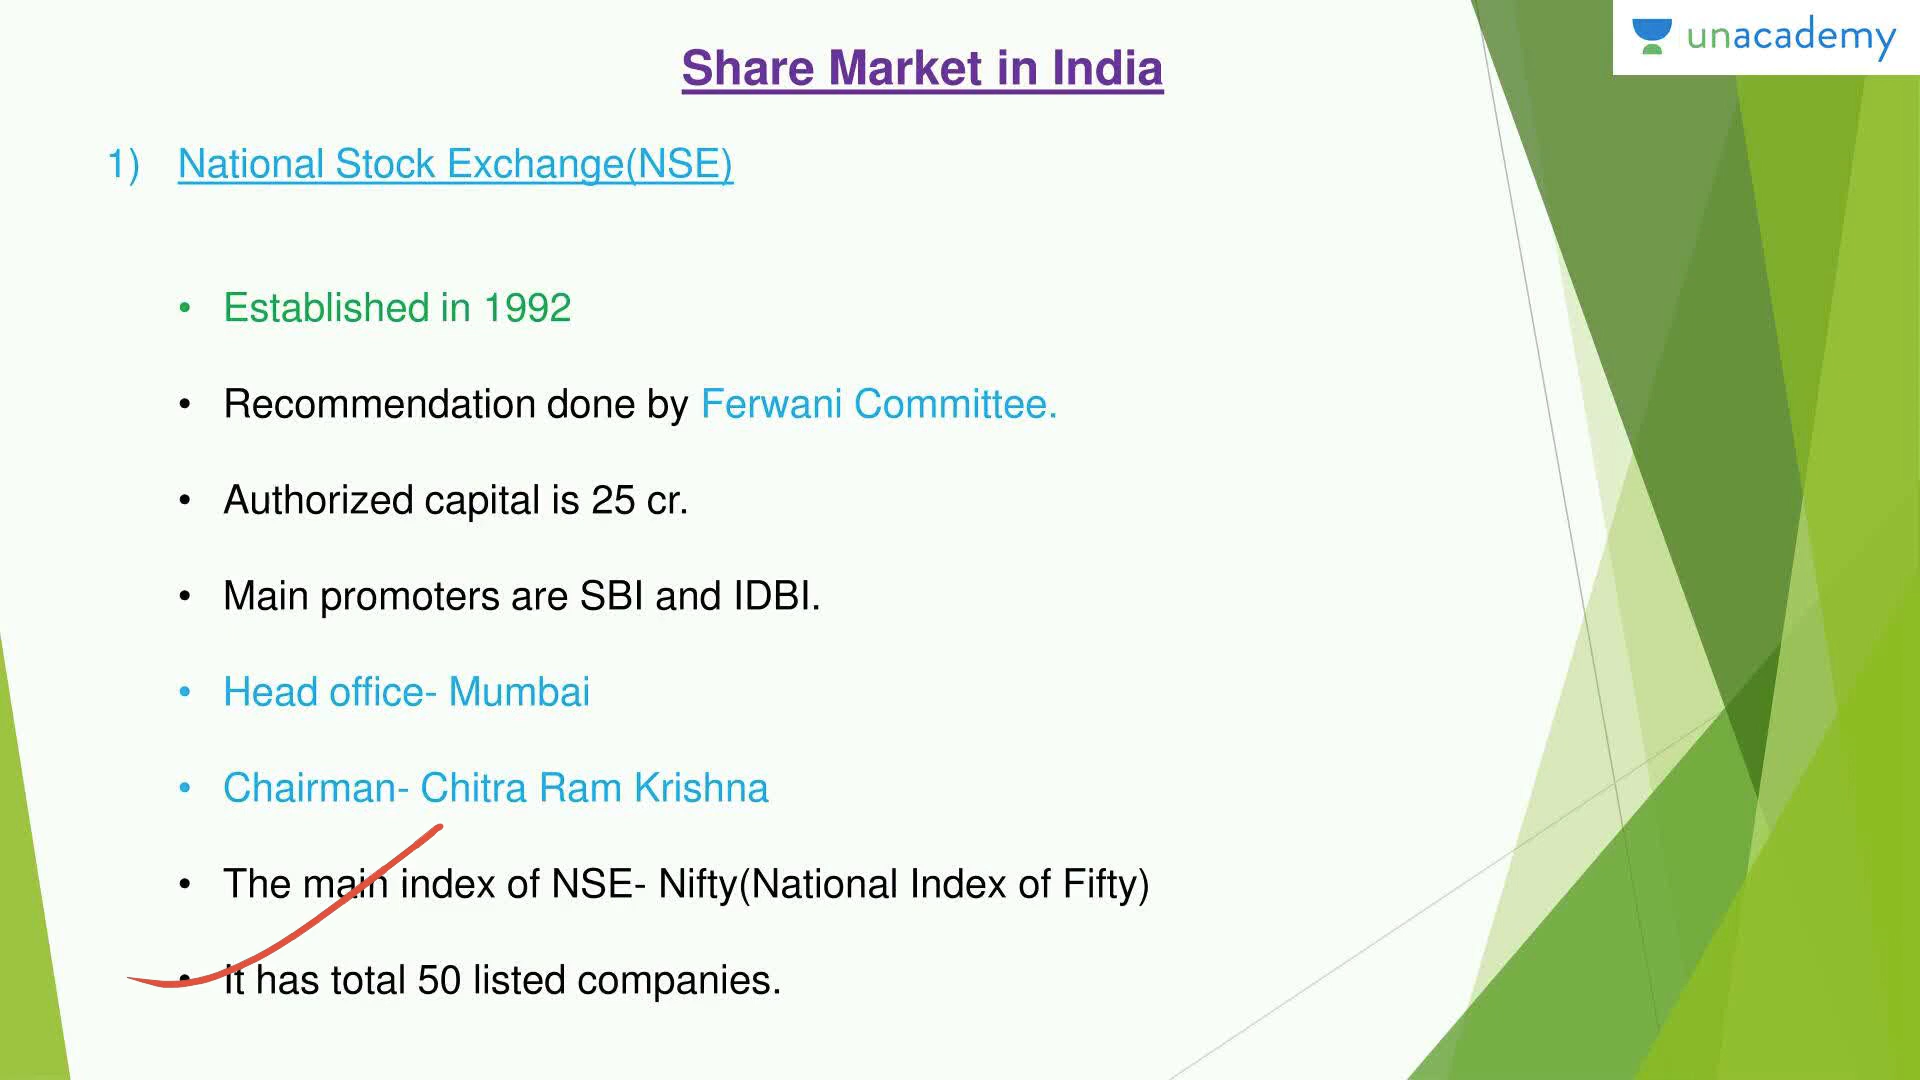 unacademy
Share Market in India
1) National Stock Exchange(NSE)
• Established in 1992
• Recommendation done by Ferwani Committee.
• Authorized capital is 25 cr.
• Main promoters are SBI and IDBI.
• Head office- Mumbai
• Chairman- Chitra Ram Krishna
• The main index of NSE- Nifty(National Index of Fifty)
• It has total 50 listed companies.